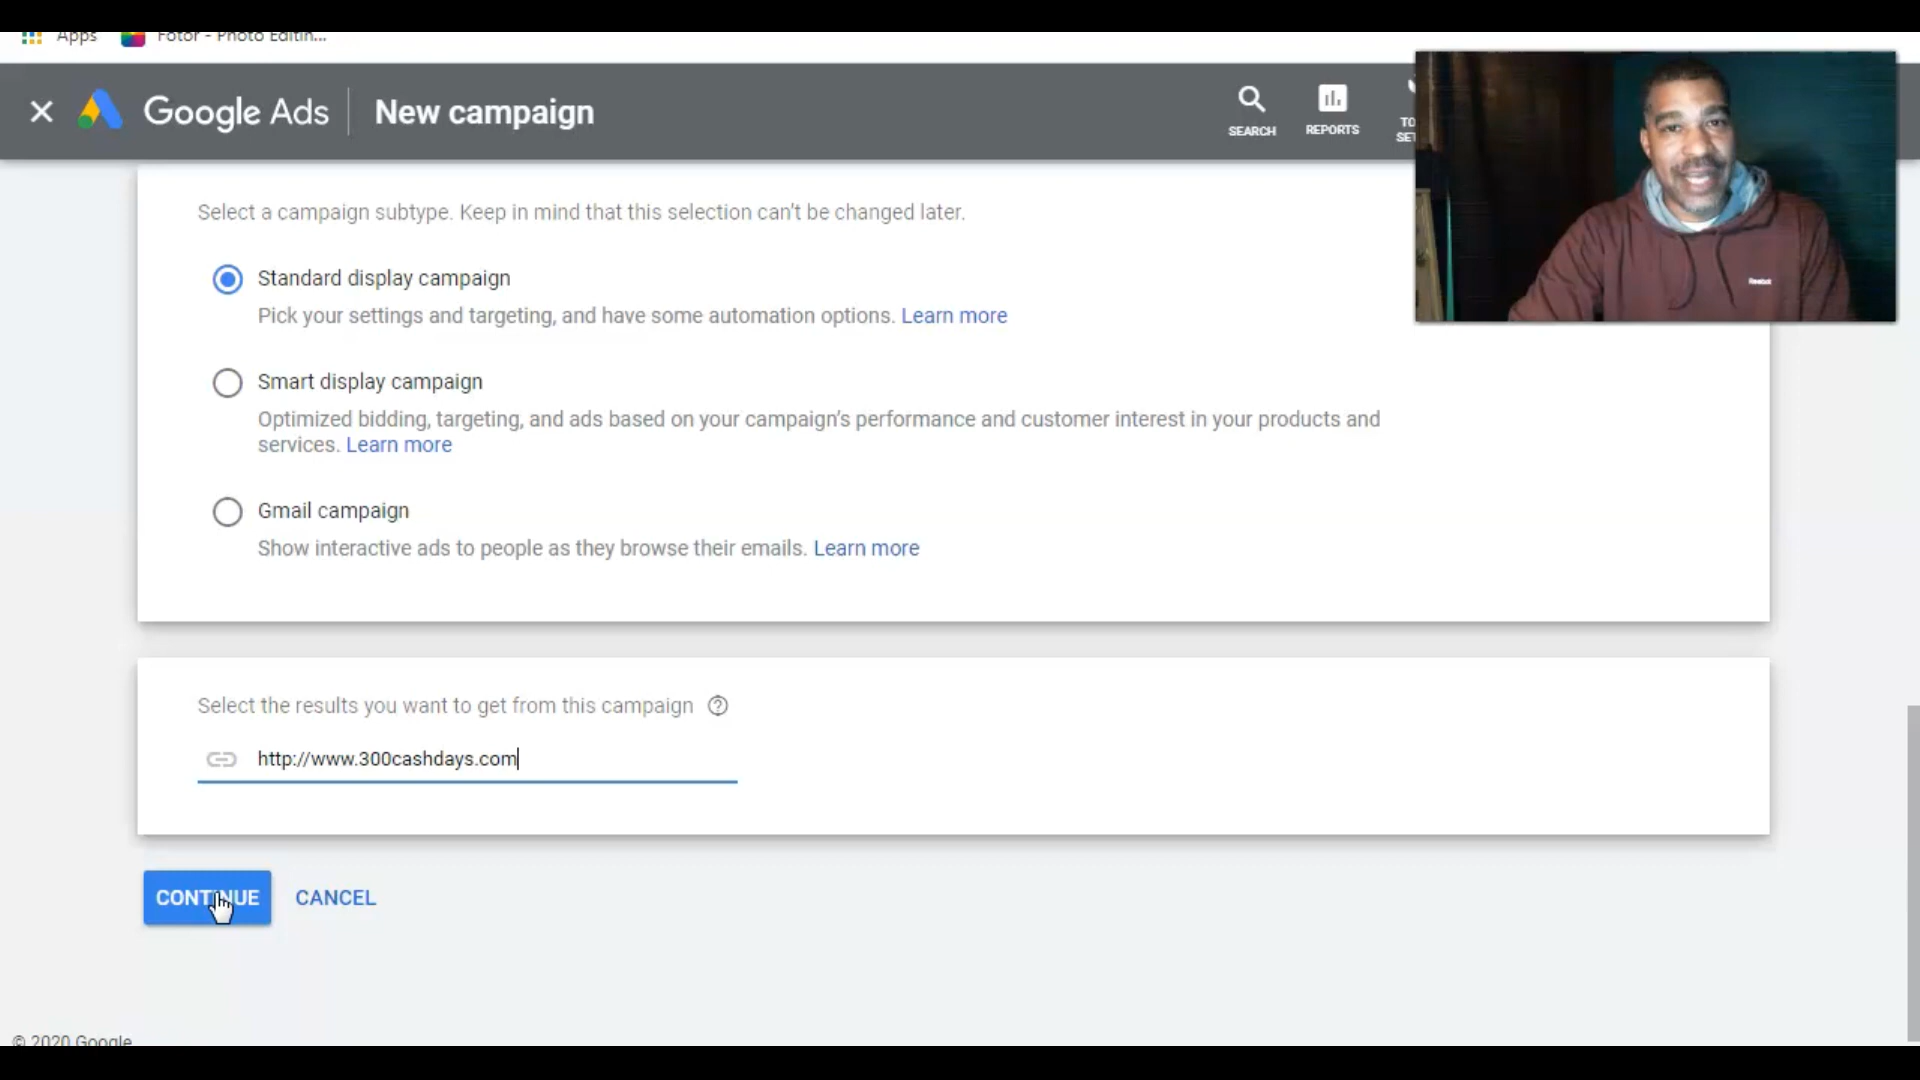 Apps Fotor - Photo Editin...
Google Ads New campaign
SEARCH REPORTS
Select a campaign subtype. Keep in mind that this selection can't be changed later.
Standard display campaign
Pick your settings and targeting, and have some automation options. Learn more
Smart display campaign
Optimized bidding, targeting, and ads based on your campaign's performance and customer interest in your products and
services. Learn more
Gmail campaign
Show interactive ads to people as they browse their emails. Learn more
Select the results you want to get from this campaign
http://www.300cashdays.com
CONTINUE CANCEL
© 2020 Google